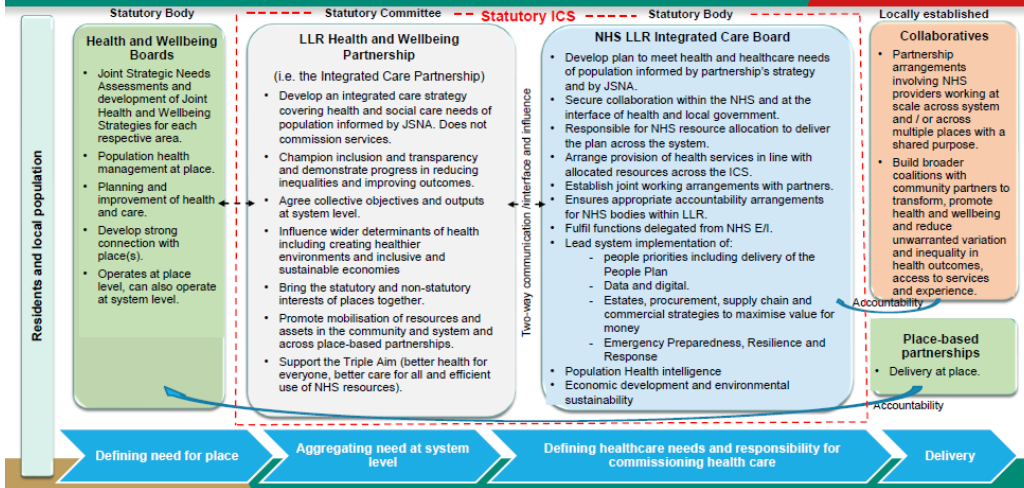 Statutory Body
Statutory Committee
Statutory ICS
Statutory Body
Locally established
Residents and local population
Health and Wellbeing
Boards
• Joint Strategic Needs
Assessments and
development of Joint
Health and Wellbeing
Strategies for each
respective area.
• Population health
management at place.
• Planning and
improvement of health
and care.
• Develop strong
connection with
place(s).
• Operates at place
level, can also operate
at system level.
LLR Health and Wellbeing
Partnership
(i.e. the Integrated Care Partnership)
• Develop an integrated care strategy
covering health and social care needs of
population informed by JSNA. Does not
commission services.
• Champion inclusion and transparency
and demonstrate progress in reducing
inequalities and improving outcomes.
• Agree collective objectives and outputs
at system level.
• Influence wider determinants of health
including creating healthier
environments and inclusive and
sustainable economies
• Bring the statutory and non-statutory
interests of places together.
• Promote mobilisation of resources and
assets in the community and system and
across place-based partnerships.
• Support the Triple Aim (better health for
everyone, better care for all and efficient
use of NHS resources).
Two-way communication /interface and influence
NHS LLR Integrated Care Board
• Develop plan to meet health and healthcare needs
of population informed by partnership's strategy
and by JSNA.
• Secure collaboration within the NHS and at the
interface of health and local government.
• Responsible for NHS resource allocation to deliver
the plan across the system.
• Arrange provision of health services in line with
allocated resources across the ICS.
• Establish joint working arrangements with partners.
• Ensures appropriate accountability arrangements
for NHS bodies within LLR.
• Fulfil functions delegated from NHS E/I.
• Lead system implementation of:
- people priorities including delivery of the
People Plan
- Data and digital.
- Estates, procurement, supply chain and
commercial strategies to maximise value for
money
- Emergency Preparedness, Resilience and
Response
• Population Health intelligence
• Economic development and environmental
sustainability
Collaboratives
• Partnership
arrangements
involving NHS
providers working at
scale across system
and / or across
multiple places with a
shared purpose.
• Build broader
coalitions with
community partners to
transform, promote
health and wellbeing
and reduce
unwarranted variation
and inequality in
health outcomes,
access to services
and experience.
Accountability
Place-based
partnerships
• Delivery at place.
Accountability
Defining need for place
Aggregating need at system
level
Defining healthcare needs and responsibility for
commissioning health care
Delivery